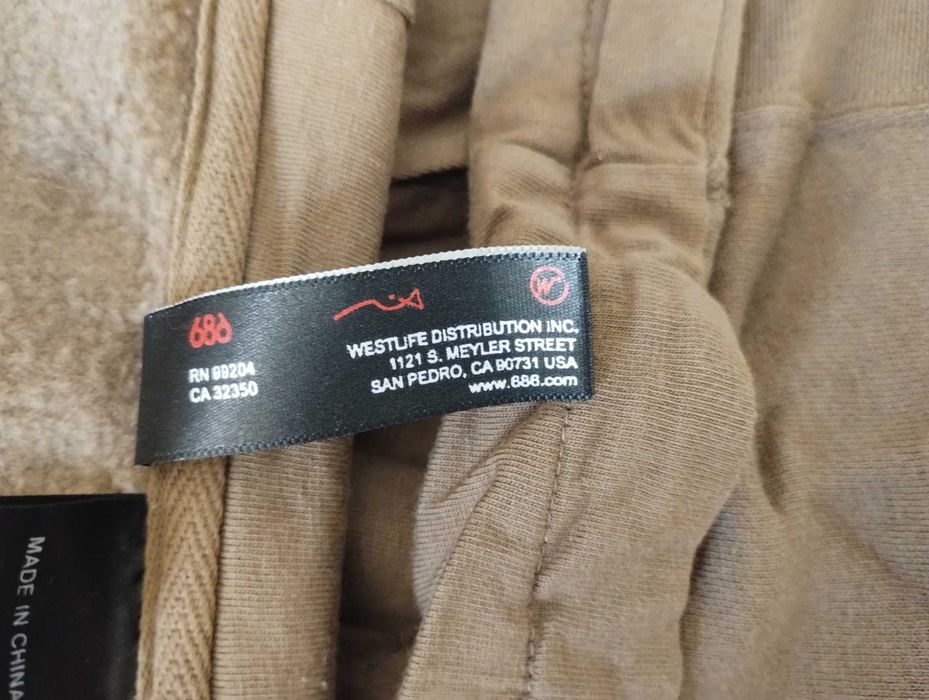 686
RN 99204
CA 32350
WESTLIFE DISTRIBUTION INC.
1121 S. MEYLER STREET
SAN PEDRO, CA 90731 USA
www.686.com
MADE IN CHINA